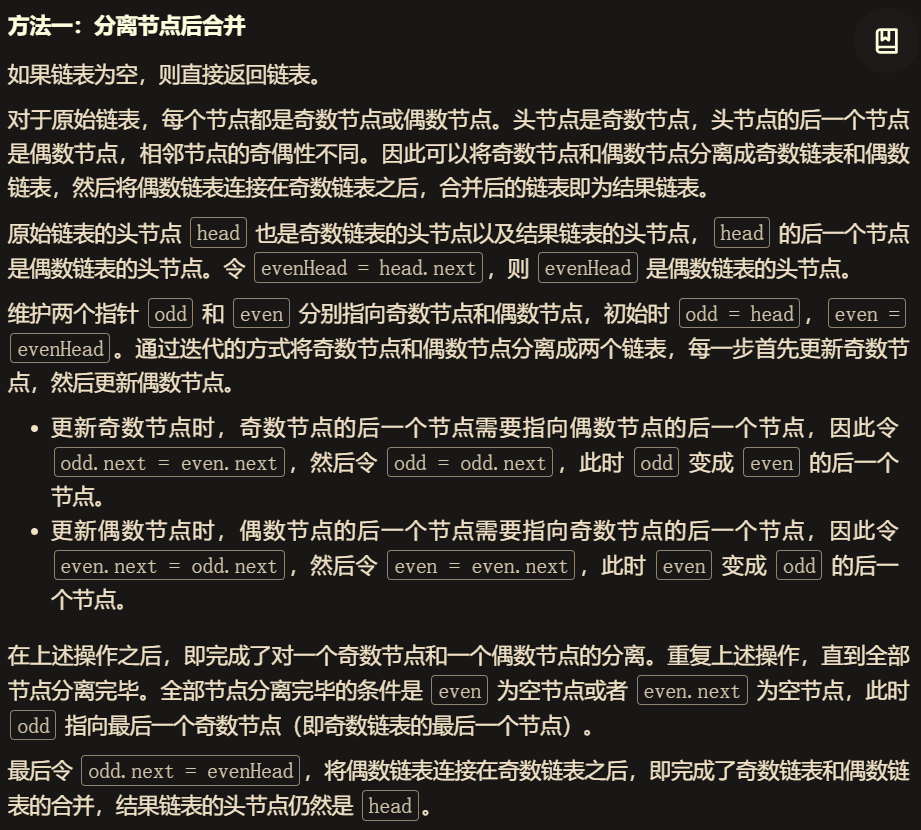 方法一：分离节点后合并
如果链表为空，则直接返回链表。
对于原始链表，每个节点都是奇数节点或偶数节点。头节点是奇数节点，头节点的后一个节点
是偶数节点，相邻节点的奇偶性不同。因此可以将奇数节点和偶数节点分离成奇数链表和偶数
链表，然后将偶数链表连接在奇数链表之后，合并后的链表即为结果链表。
原始链表的头节点 head 也是奇数链表的头节点以及结果链表的头节点， head 的后一个节点
是偶数链表的头节点。令 evenHead = head.next ，则 evenHead 是偶数链表的头节点。
维护两个指针 odd 和 even 分别指向奇数节点和偶数节点，初始时 odd = head ， even =
evenHead 。通过迭代的方式将奇数节点和偶数节点分离成两个链表，每一步首先更新奇数节
点，然后更新偶数节点。
• 更新奇数节点时，奇数节点的后一个节点需要指向偶数节点的后一个节点，因此令
odd.next = even.next ，然后令 odd = odd.next ，此时 odd 变成 even 的后一个
节点。
• 更新偶数节点时，偶数节点的后一个节点需要指向奇数节点的后一个节点，因此令
even.next = odd.next ，然后令 even = even.next ，此时 even 变成 odd 的后一
个节点。
在上述操作之后，即完成了对一个奇数节点和一个偶数节点的分离。重复上述操作，直到全部
节点分离完毕。全部节点分离完毕的条件是 even 为空节点或者 even.next 为空节点，此时
odd 指向最后一个奇数节点（即奇数链表的最后一个节点）。
最后令 odd.next = evenHead ，将偶数链表连接在奇数链表之后，即完成了奇数链表和偶数链
表的合并，结果链表的头节点仍然是 head 。